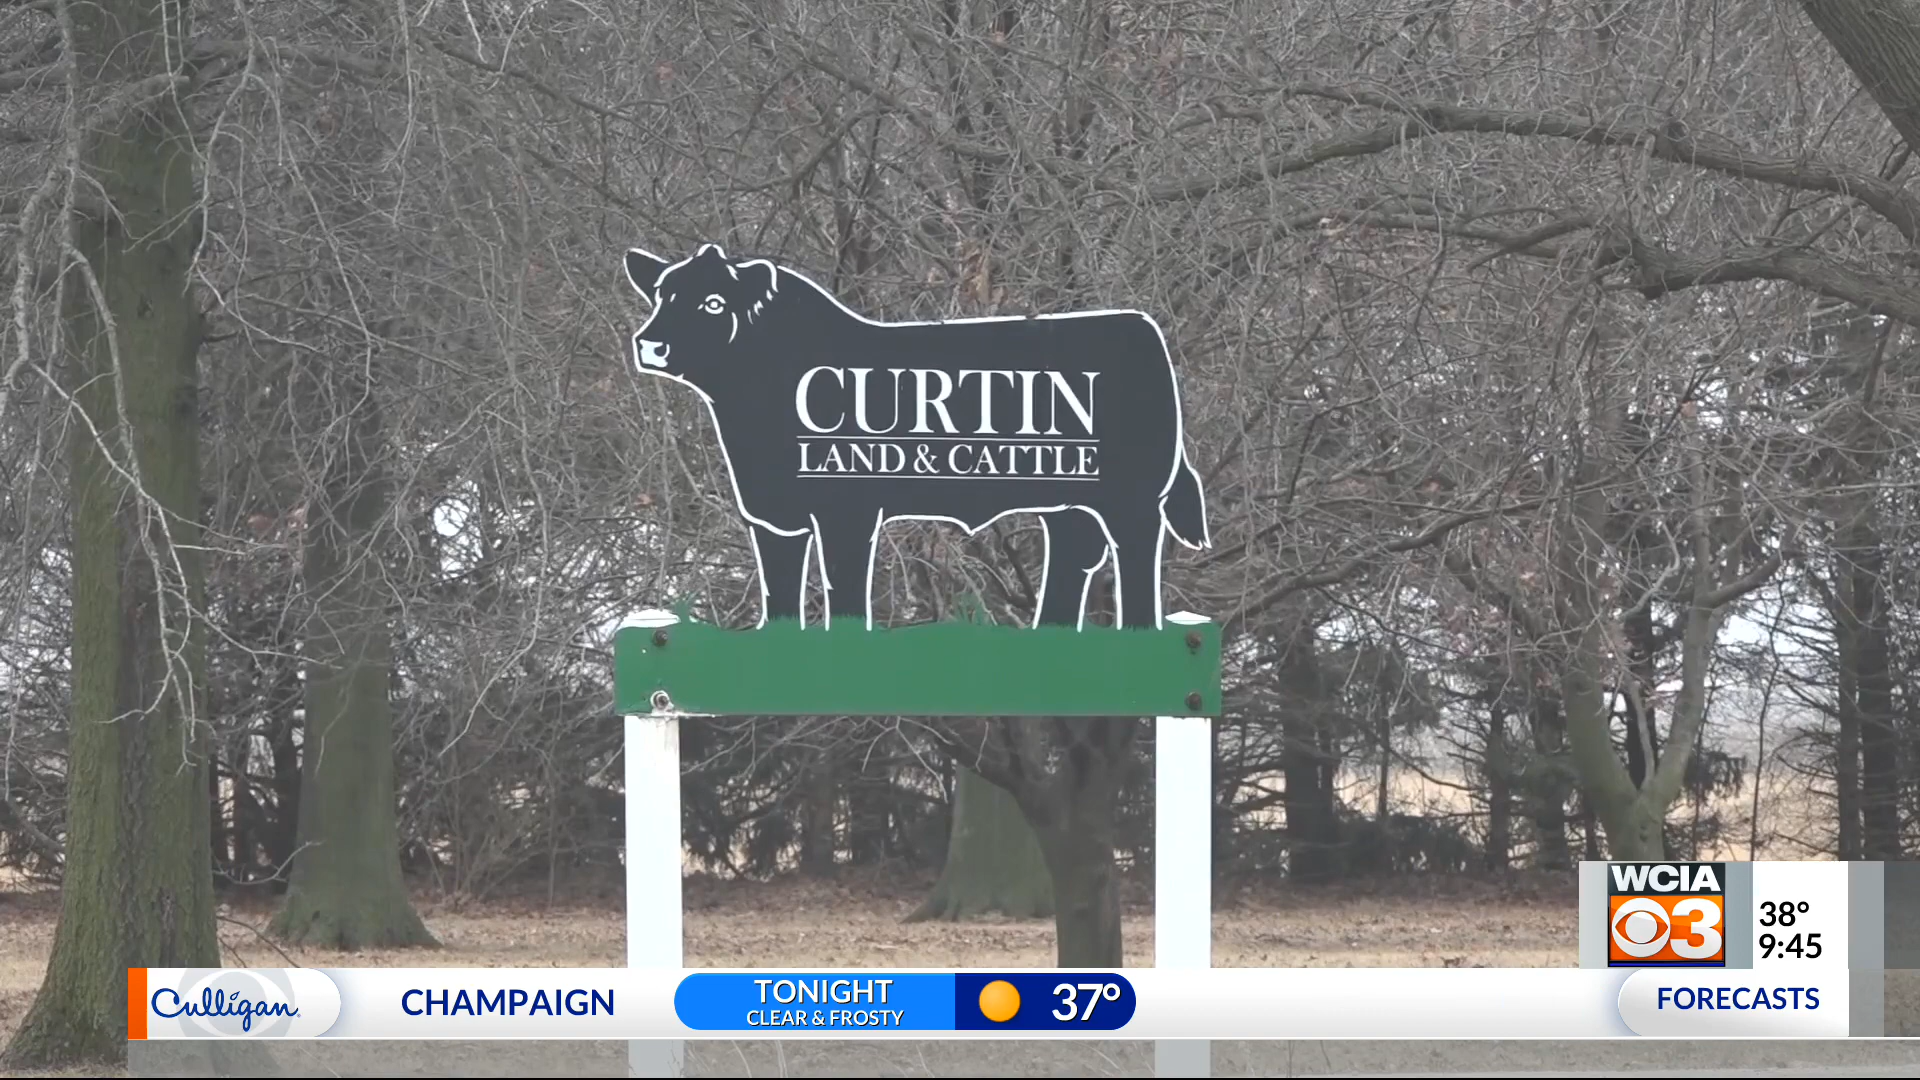 CURTIN
LAND & CATTLE
WCIA
3
38°
9:45
Culligan
CHAMPAIGN
TONIGHT
CLEAR & FROSTY
37°
FORECASTS